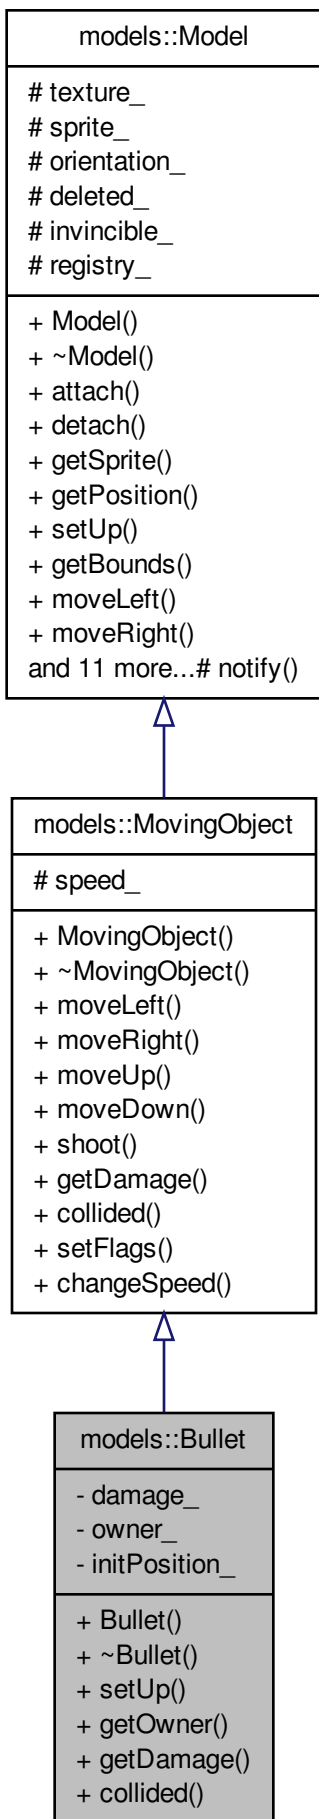 models::Model
# texture_
# sprite_
# orientation_
# deleted_
# invincible_
# registry_
+ Model()
+ ~Model()
+ attach()
+ detach()
+ getSprite()
+ getPosition()
+ setUp()
+ getBounds()
+ moveLeft()
+ moveRight()
and 11 more...# notify()
models::MovingObject
# speed_
+ MovingObject()
+ ~MovingObject()
+ moveLeft()
+ moveRight()
+ moveUp()
+ moveDown()
+ shoot()
+ getDamage()
+ collided()
+ setFlags()
+ changeSpeed()
models::Bullet
- damage_
- owner_
- initPosition_
+ Bullet()
+ ~Bullet()
+ setUp()
+ getOwner()
+ getDamage()
+ collided()